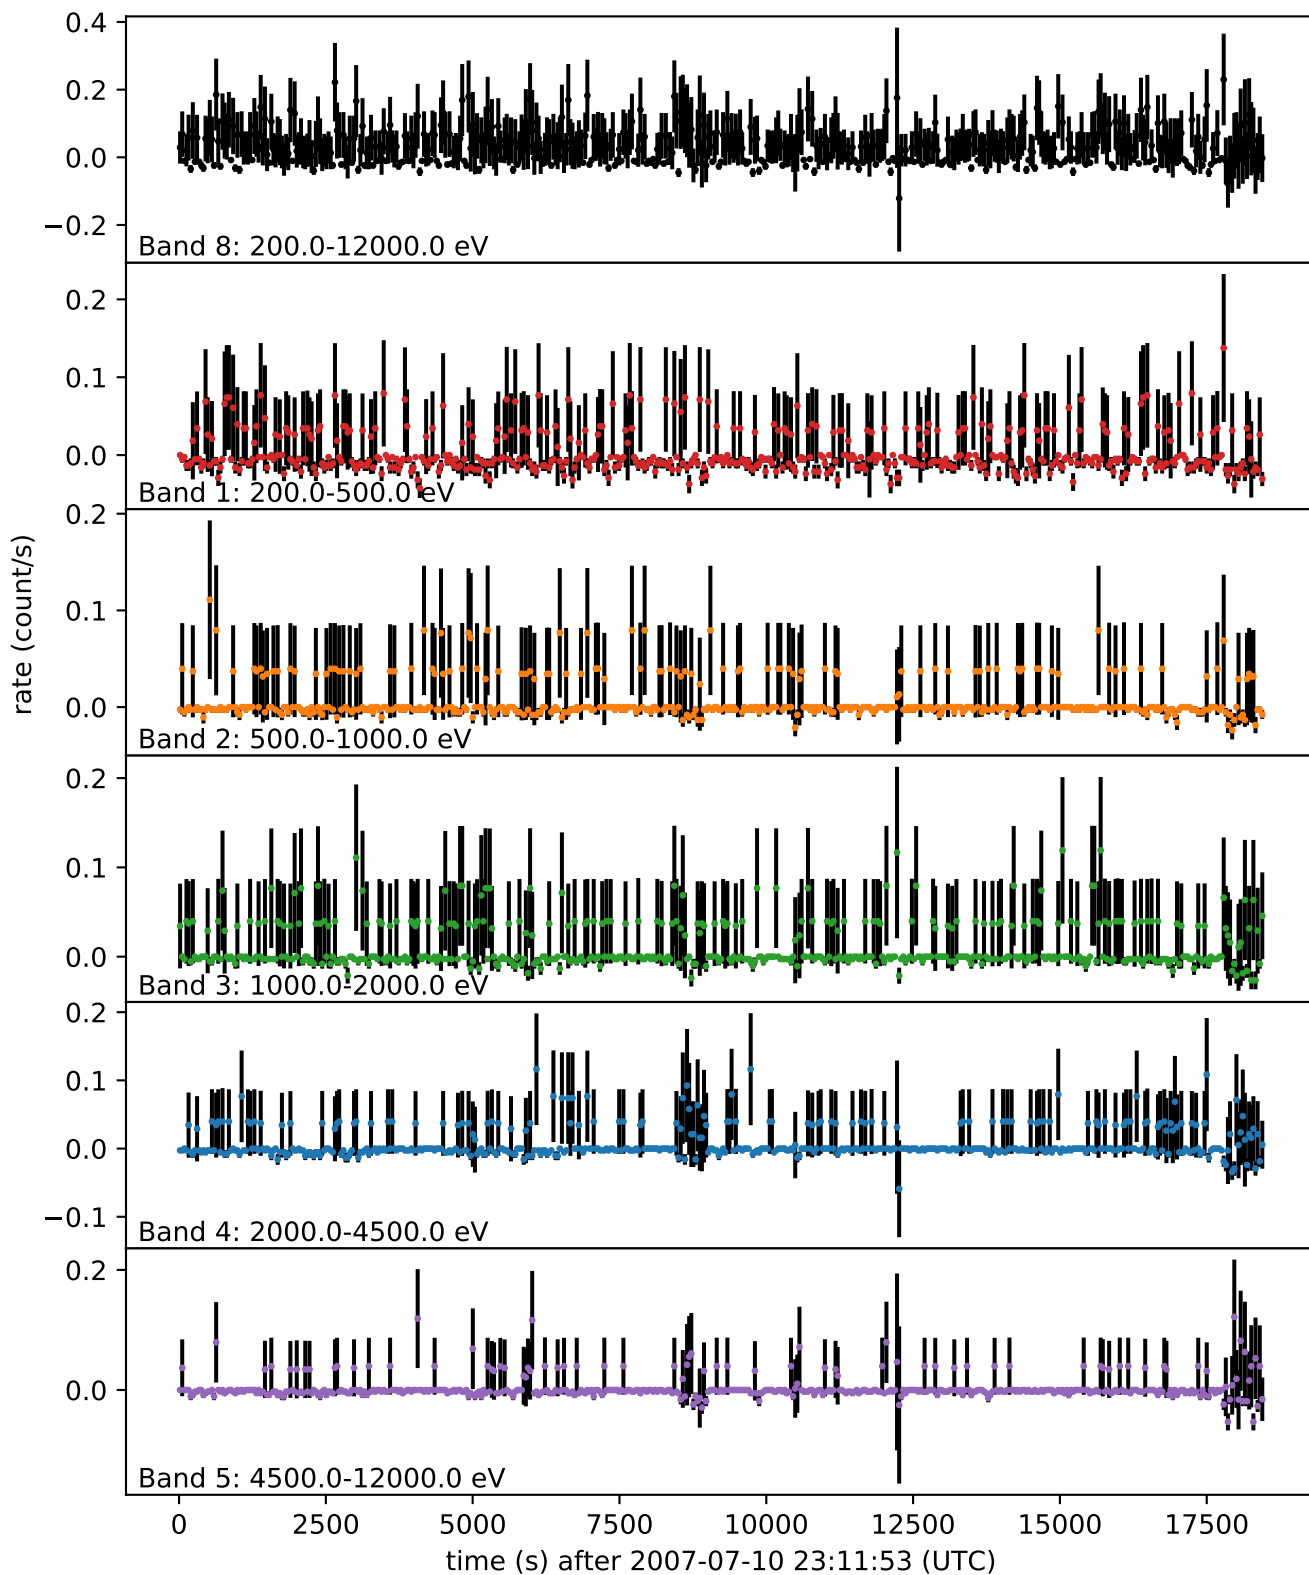 0.4
0.2
0.0
−0.2
Band 8: 200.0-12000.0 eV
0.2
0.1
0.0
Band 1: 200.0-500.0 eV
rate (count/s)
0.2
0.1
0.0
Band 2: 500.0-1000.0 eV
0.2
0.1
0.0
Band 3: 1000.0-2000.0 eV
0.2
0.1
0.0
−0.1
Band 4: 2000.0-4500.0 eV
0.2
0.0
Band 5: 4500.0-12000.0 eV
0 2500 5000 7500 10000 12500 15000 17500
time (s) after 2007-07-10 23:11:53 (UTC)